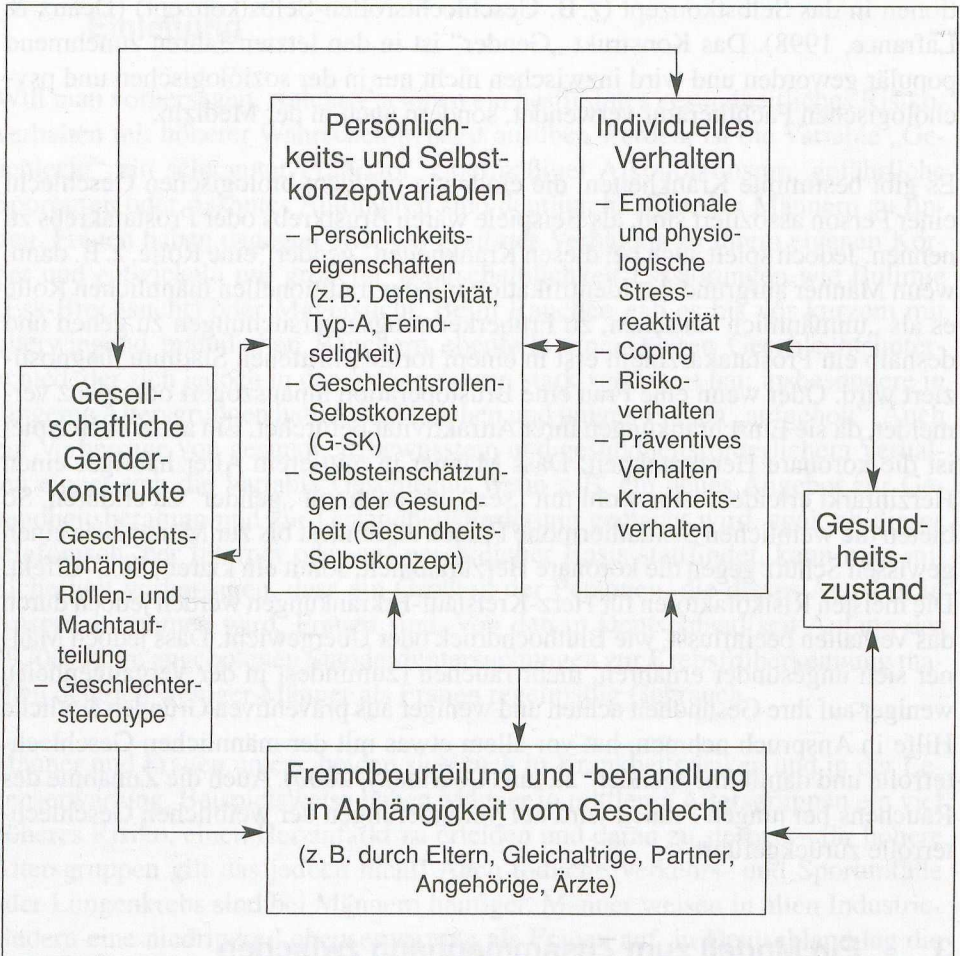 Persönlich-
keits- und Selbst-
konzeptvariablen
– Persönlichkeits-
eigenschaften
(z. B. Defensivität,
Typ-A, Feind-
seligkeit)
– Geschlechtsrollen-
Selbstkonzept
(G-SK)
– Selbsteinschätzun-
gen der Gesund-
heit (Gesundheits-
Selbstkonzept)
Individuelles
Verhalten
– Emotionale
und physio-
logische
Stress-
reaktivität
– Coping
– Risiko-
verhalten
– Präventives
Verhalten
– Krankheits-
verhalten
Gesell-
schaftliche
Gender-
Konstrukte
– Geschlechts-
abhängige
Rollen- und
Machtauf-
teilung
– Geschlechter-
stereotype
Gesund-
heits-
zustand
Fremdbeurteilung und -behandlung
in Abhängigkeit vom Geschlecht
(z. B. durch Eltern, Gleichaltrige, Partner,
Angehörige, Ärzte)